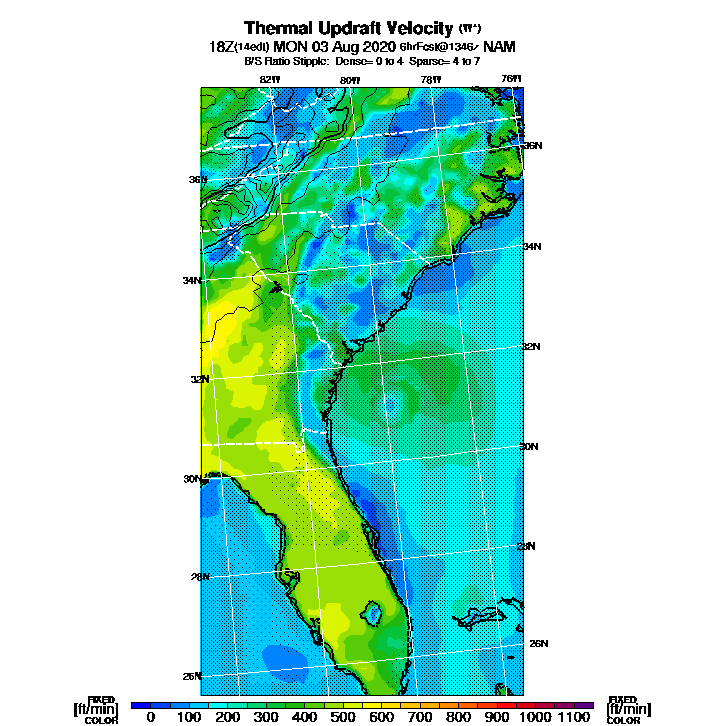 Thermal Updraft Velocity (W*)
18Z(14edt) MON 03 Aug 2020 6hrFcst@1346z NAM
B/S Ratio Stipple: Dense= 0 to 4 Sparse= 4 to 7
82W 80W 78W 76W
36N
36N
34N
34N
32N
32N
30N
30N
28N
28N
26N
26N
FIXED
[ft/min]
COLOR
0 100 200 300 400 500 600 700 800 900 1000 1100
FIXED
[ft/min]
COLOR